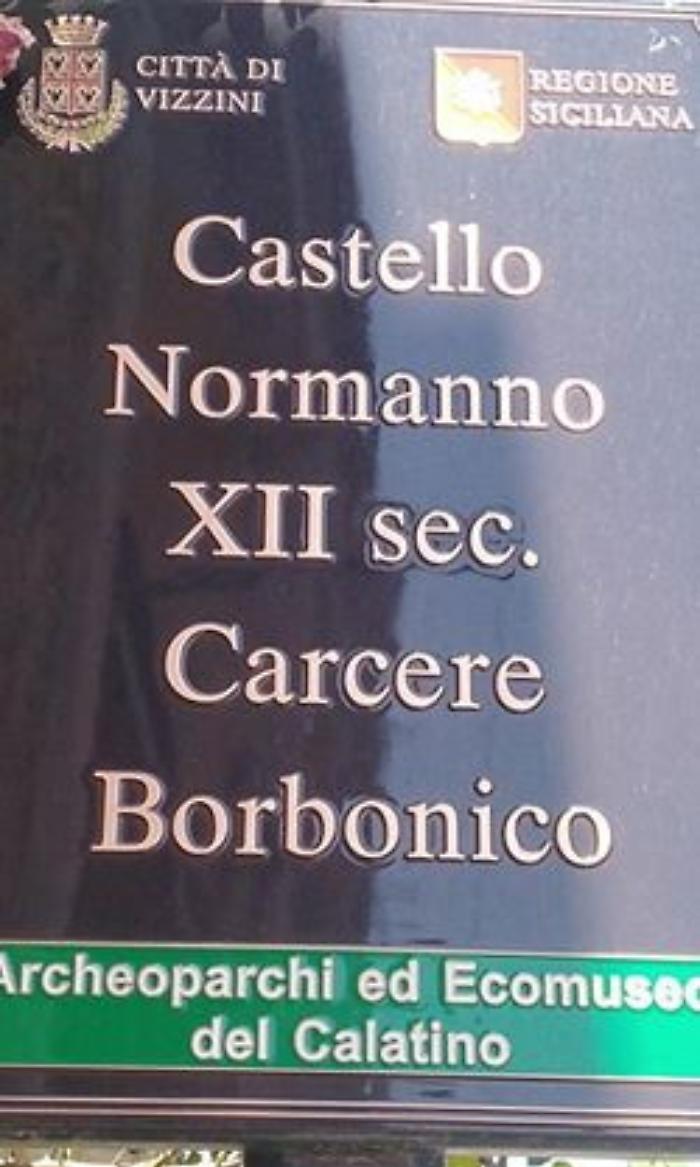 CITTÀ DI
VIZZINI
REGIONE
SICILIANA
Castello
Normanno
XII sec.
Carcere
Borbonico
Archeoparchi ed Ecomuseo
del Calatino